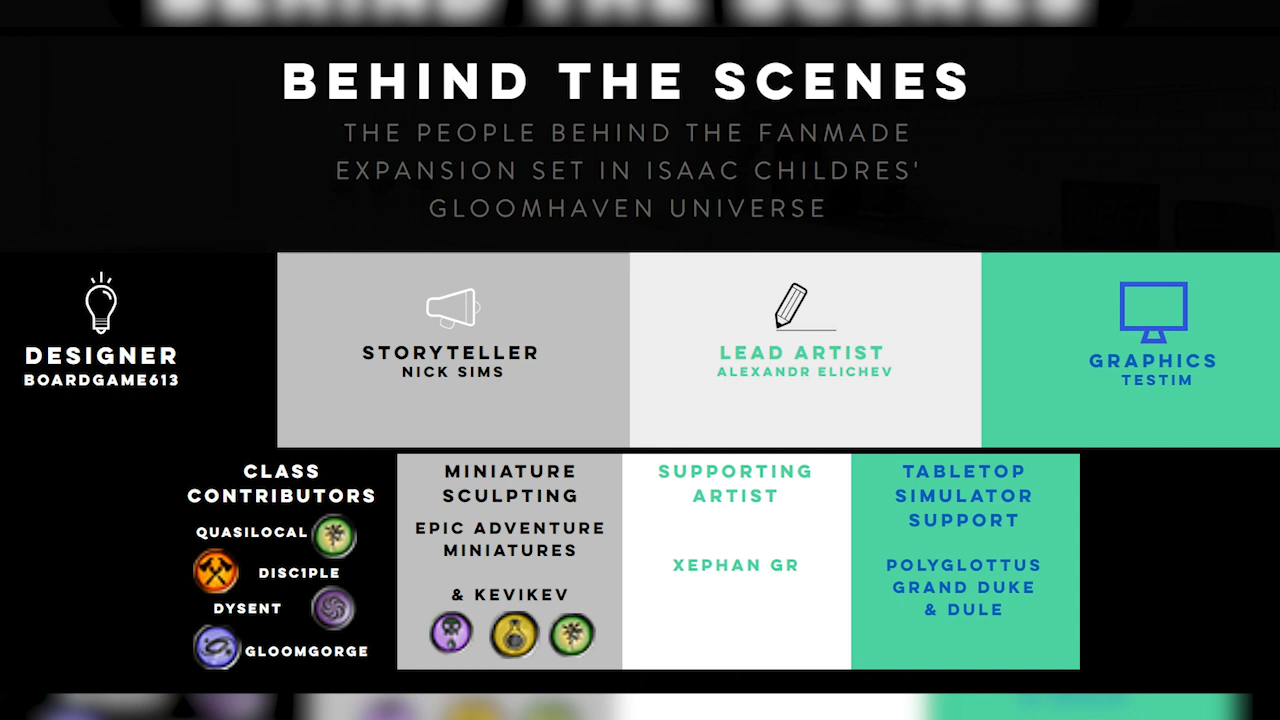 BEHIND THE SCENES
THE PEOPLE BEHIND THE FANMADE
EXPANSION SET IN ISAAC CHILDRES'
GLOOMHAVEN UNIVERSE
DESIGNER
BOARDGAME613
STORYTELLER
NICK SIMS
LEAD ARTIST
ALEXANDR ELICHEV
GRAPHICS
TESTIM
CLASS
CONTRIBUTORS
QUASILOCAL
DISC1PLE
DYSENT
GLOOMGORGE
MINIATURE
SCULPTING
EPIC ADVENTURE
MINIATURES
& KEVIKEV
SUPPORTING
ARTIST
XEPHAN GR
TABLETOP
SIMULATOR
SUPPORT
POLYGLOTTUS
GRAND DUKE
& DULE